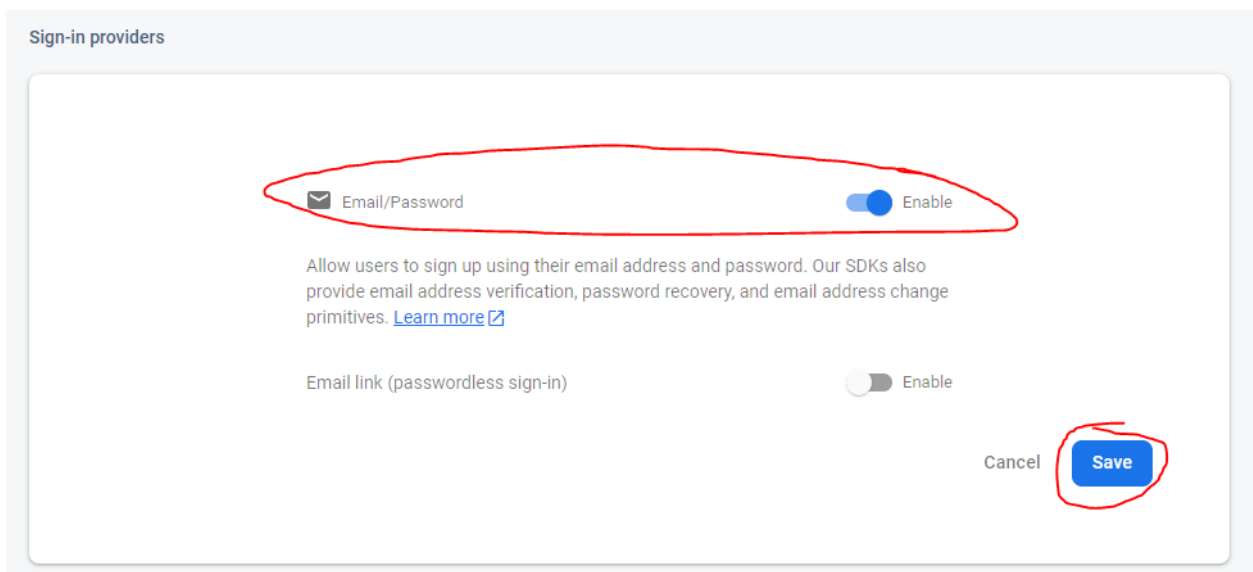 Sign-in providers
Email/Password
Enable
Allow users to sign up using their email address and password. Our SDKs also
provide email address verification, password recovery, and email address change
primitives. Learn more
Email link (passwordless sign-in)
Enable
Cancel
Save